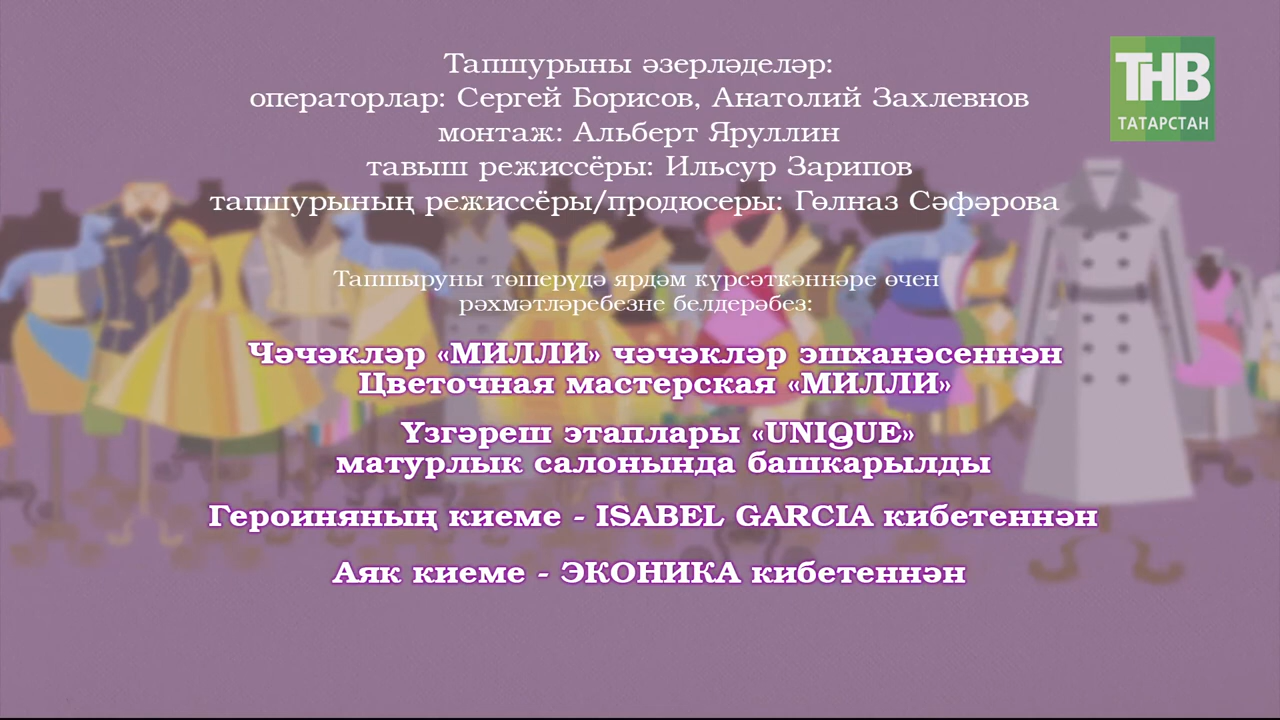 Тапшурыны әзерләделәр:
операторлар: Сергей Борисов, Анатолий Захлевнов
монтаж: Альберт Яруллин
тавыш режиссёры: Ильсур Зарипов
тапшурының режиссёры/продюсеры: Гөлназ Сәфәрова
ТНВ
ТАТАРСТАН
Тапшыруны төшерүдә ярдәм күрсәткәннәре өчен
рәхмәтләребезне белдерәбез:
Чәчәкләр «МИЛЛИ» чәчәкләр эшханәсеннән
Цветочная мастерская «МИЛЛИ»
Үзгәреш этаплары «UNIQUE»
матурлык салонында башкарылды
Героиняның киеме - ISABEL GARCIA кибетеннән
Аяк киеме - ЭКОНИКА кибетеннән